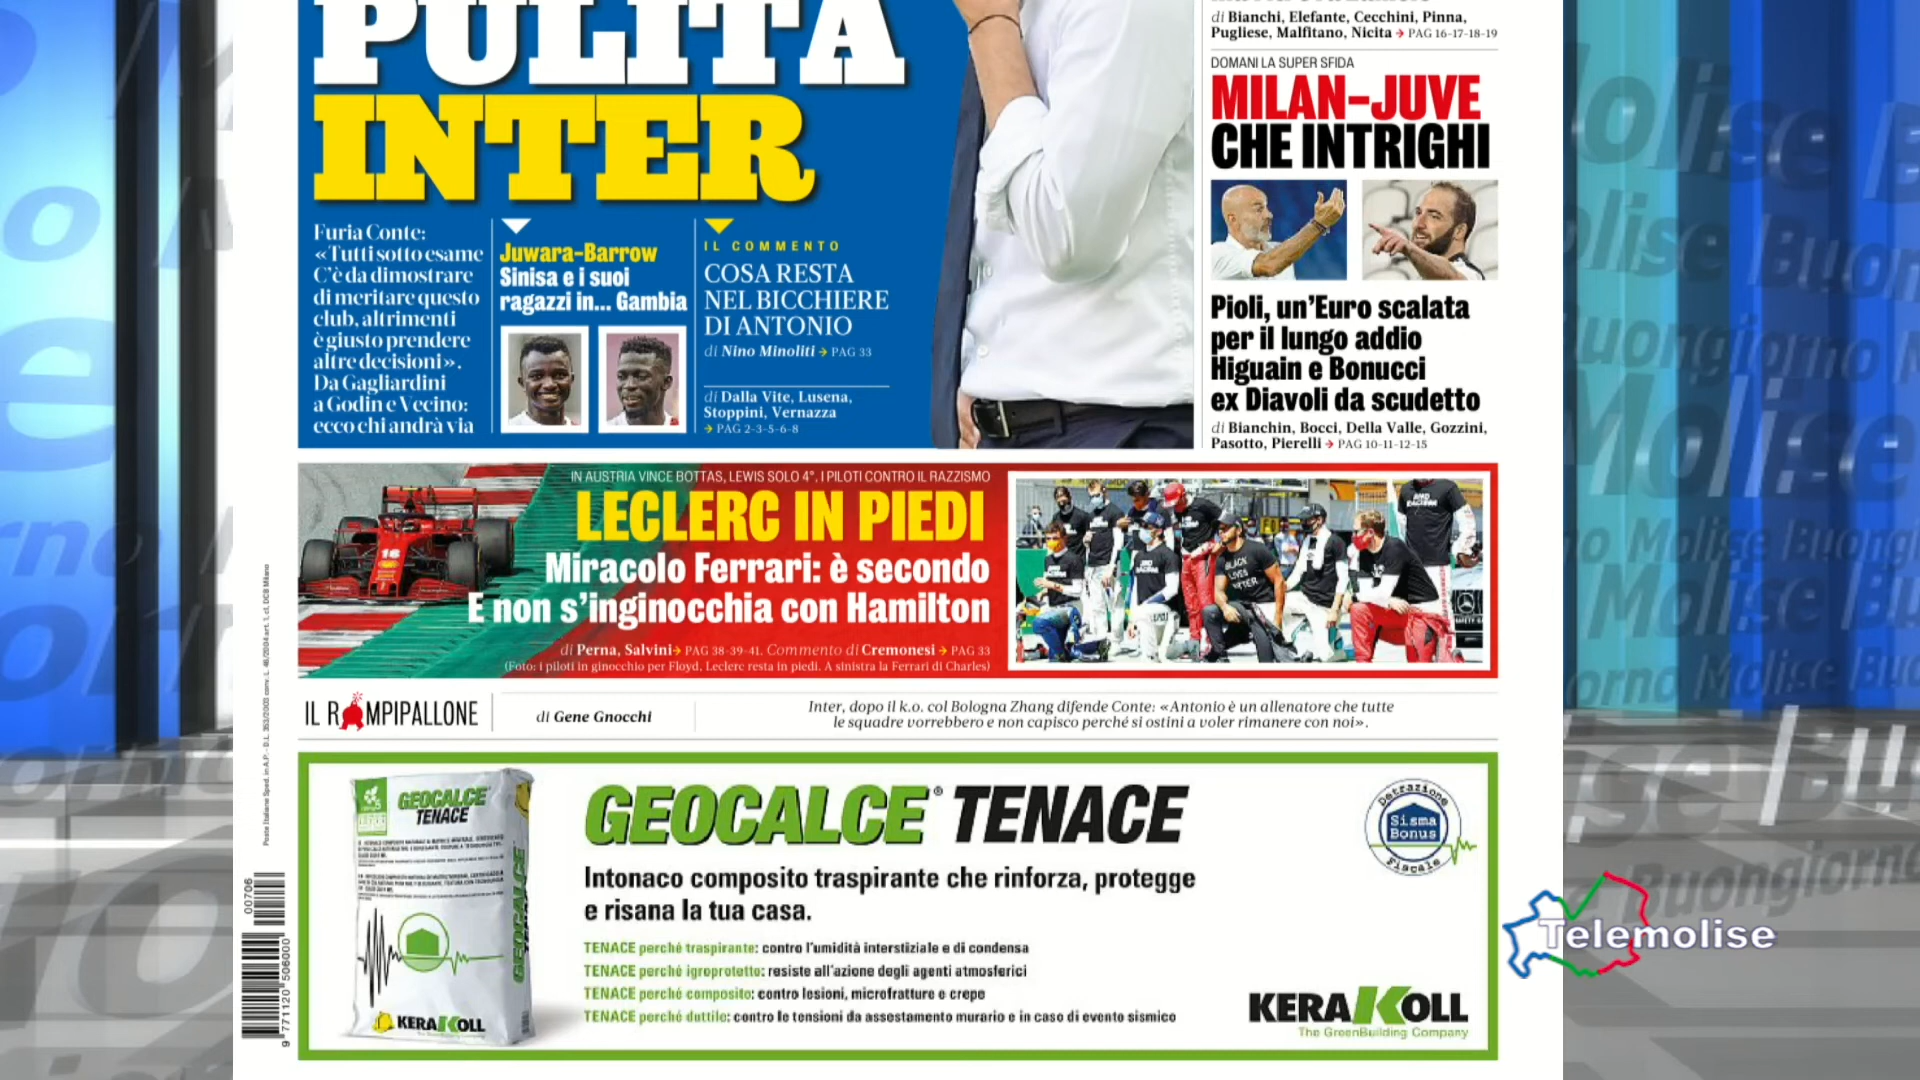 PULITA
INTER
Furia Conte:
«Tutti sotto esame
C'è da dimostrare
di meritare questo
club, altrimenti
è giusto prendere
altre decisioni».
Da Gagliardini
a Godin e Vecino:
ecco chi andrà via
Juwara-Barrow
Sinisa e i suoi
ragazzi in... Gambia
IL COMMENTO
COSA RESTA
NEL BICCHIERE
DI ANTONIO
di Nino Minoliti → PAG 33
di Dalla Vite, Lusena,
Stoppini, Vernazza
→ PAG 2-3-5-6-8
di Bianchi, Elefante, Cecchini, Pinna,
Pugliese, Malfitano, Nicita → PAG 16-17-18-19
DOMANI LA SUPER SFIDA
MILAN-JUVE
CHE INTRIGHI
Pioli, un'Euro scalata
per il lungo addio
Higuain e Bonucci
ex Diavoli da scudetto
di Bianchin, Bocci, Della Valle, Gozzini,
Pasotto, Pierelli → PAG 10-11-12-15
IN AUSTRIA VINCE BOTTAS, LEWIS SOLO 4°. I PILOTI CONTRO IL RAZZISMO
LECLERC IN PIEDI
Miracolo Ferrari: è secondo
E non s'inginocchia con Hamilton
di Perna, Salvini → PAG 38-39-41. Commento di Cremonesi → PAG 33
(Foto: i piloti in ginocchio per Floyd, Leclerc resta in piedi. A sinistra la Ferrari di Charles)
16
BLACK
LIVES
MATTER
IL ROMPIPALLONE
di Gene Gnocchi
Inter, dopo il k.o. col Bologna Zhang difende Conte: «Antonio è un allenatore che tutte
le squadre vorrebbero e non capisco perché si ostini a voler rimanere con noi».
GEOCALCE
TENACE
GEOCALCE
KERAKOLL
GEOCALCE® TENACE
Intonaco composito traspirante che rinforza, protegge
e risana la tua casa.
TENACE perché traspirante: contro l'umidità interstiziale e di condensa
TENACE perché igroprotetto: resiste all'azione degli agenti atmosferici
TENACE perché composito: contro lesioni, microfratture e crepe
TENACE perché duttile: contro le tensioni da assestamento murario e in caso di evento sismico
Detrazione
Sisma
Bonus
Fiscale
KERAKOLL
The GreenBuilding Company
00706
9 771120 506000
Telemolise
Buongiorno Molise